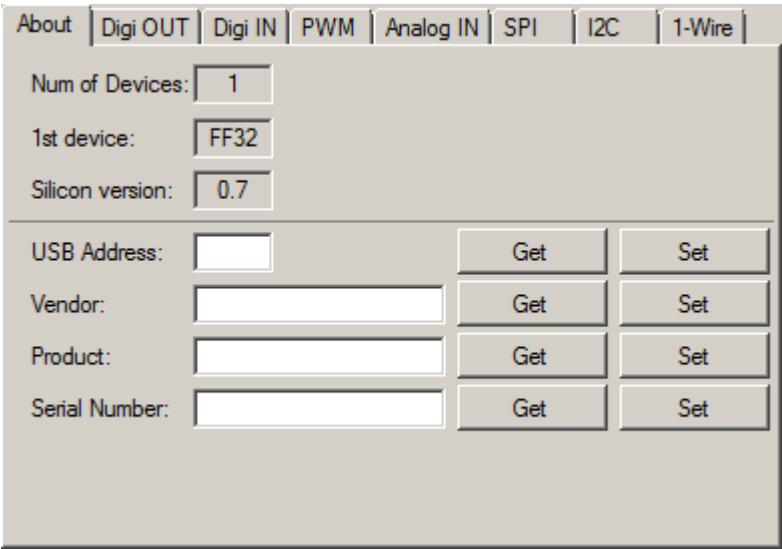 About Digi OUT Digi IN PWM Analog IN SPI I2C 1-Wire
Num of Devices: 1
1st device: FF32
Silicon version: 0.7
USB Address: Get Set
Vendor: Get Set
Product: Get Set
Serial Number: Get Set